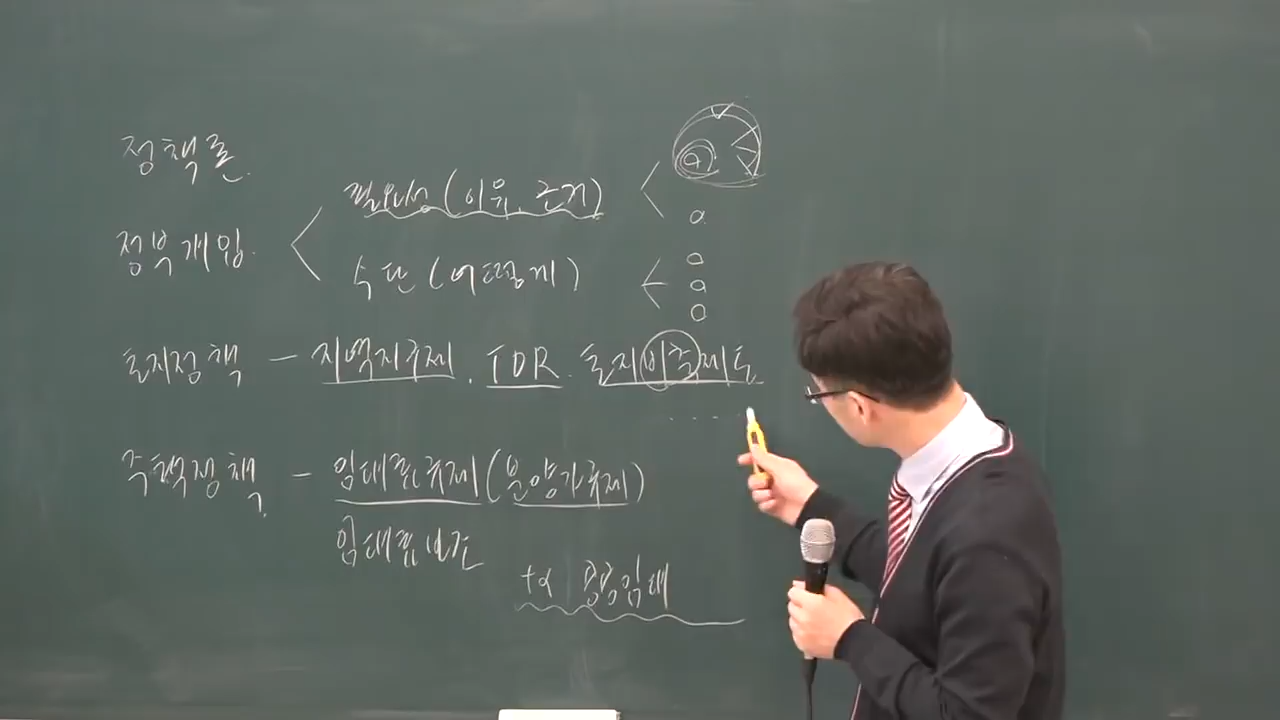 정책론.
필요성 (이유, 근거)
정부개입.
수단 (어떻게)
토지정책 - 지역지구제, TDR. 토지비축제도
....
주택정책. - 임대료규제 (분양가규제)
임대료보조
+α 공공임대